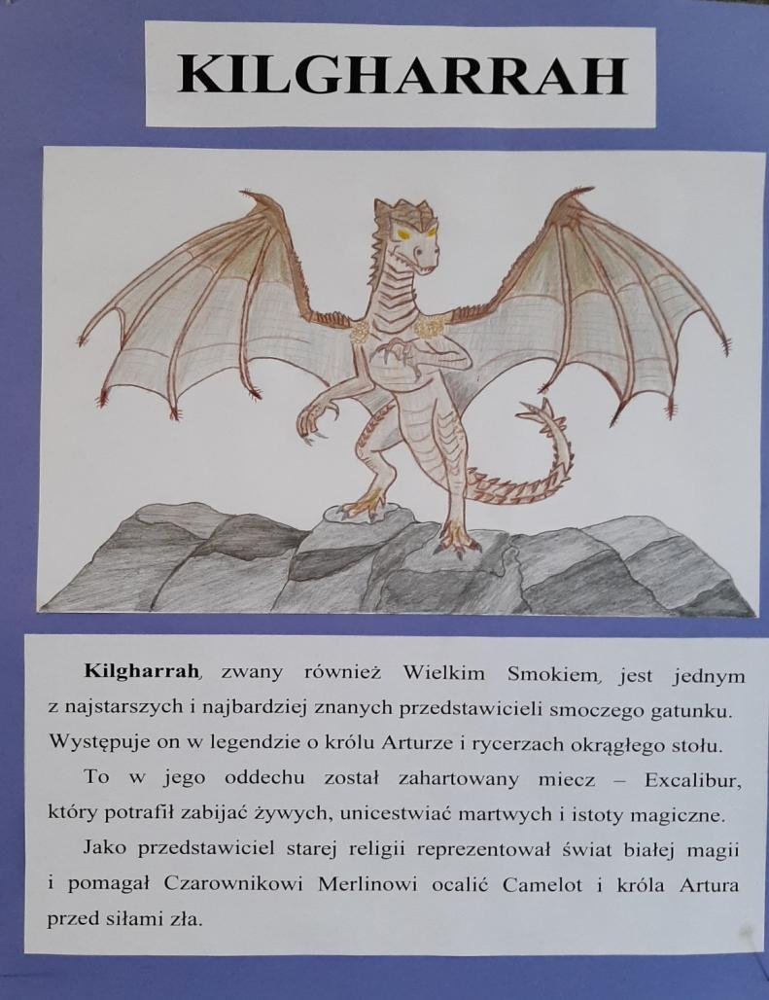 KILGHARRAH
Kilgharrah, zwany również Wielkim Smokiem, jest jednym
z najstarszych i najbardziej znanych przedstawicieli smoczego gatunku.
Występuje on w legendzie o królu Arturze i rycerzach okrągłego stołu.
To w jego oddechu został zahartowany miecz – Excalibur,
który potrafił zabijać żywych, unicestwiać martwych i istoty magiczne.
Jako przedstawiciel starej religii reprezentował świat białej magii
i pomagał Czarownikowi Merlinowi ocalić Camelot i króla Artura
przed siłami zła.